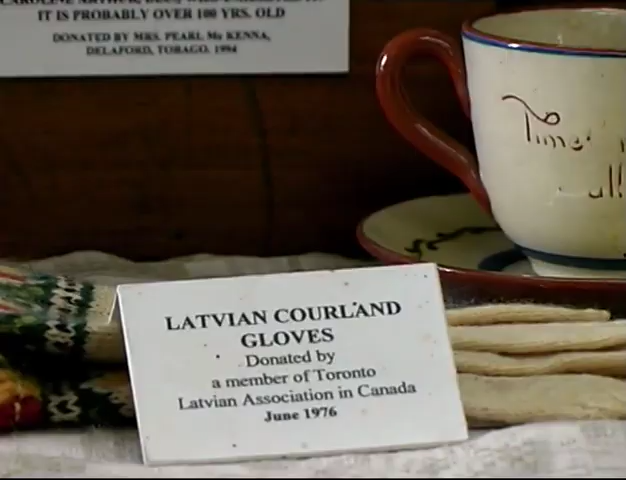 IT IS PROBABLY OVER 100 YRS. OLD
DONATED BY MRS. PEARL Mc KENNA,
DELAFORD, TOBAGO. 1994
Time
LATVIAN COURLAND
GLOVES
Donated by
a member of Toronto
Latvian Association in Canada
June 1976